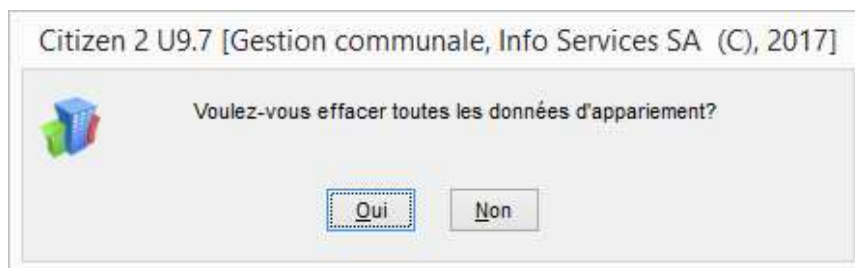 Citizen 2 U9.7 [Gestion communale, Info Services SA (C), 2017]
Voulez-vous effacer toutes les données d'appariement?
Oui Non